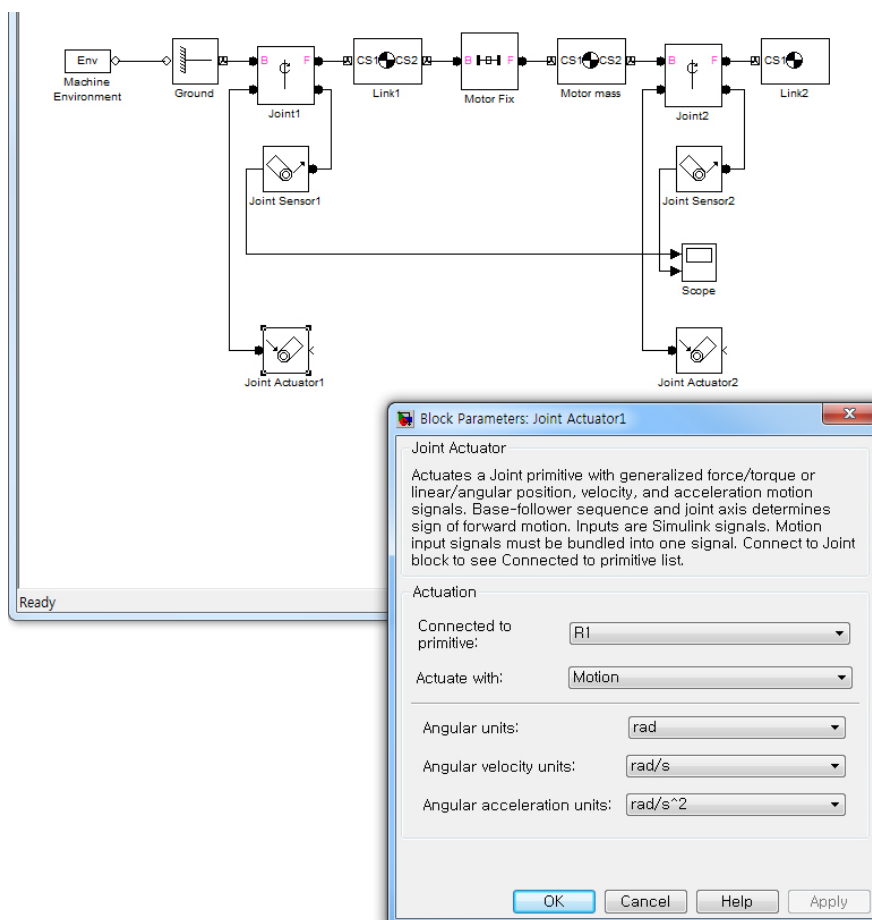 Env
B F
CS1 CS2
B F
CS1 CS2
B F
CS1
Machine
Environment
Ground
Joint1
Link1
Motor Fix
Motor mass
Joint2
Link2
Joint Sensor1
Joint Sensor2
Scope
Joint Actuator1
Joint Actuator2
Block Parameters: Joint Actuator1
Joint Actuator
Actuates a Joint primitive with generalized force/torque or
linear/angular position, velocity, and acceleration motion
signals. Base-follower sequence and joint axis determines
sign of forward motion. Inputs are Simulink signals. Motion
input signals must be bundled into one signal. Connect to Joint
block to see Connected to primitive list.
Ready
Actuation
Connected to
primitive:
R1
Actuate with:
Motion
Angular units:
rad
Angular velocity units:
rad/s
Angular acceleration units:
rad/s^2
OK
Cancel
Help
Apply